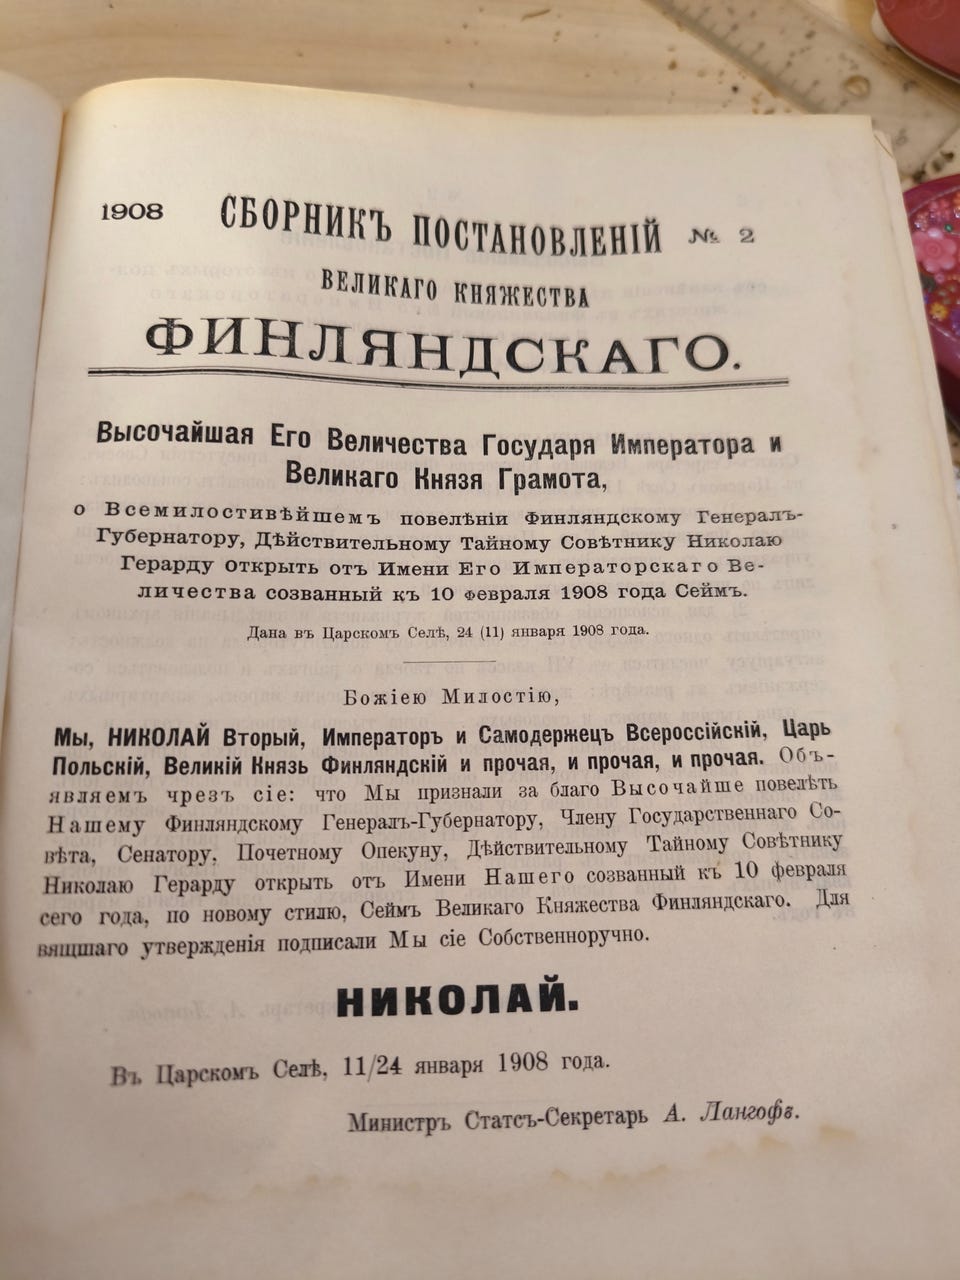 1908 СБОРНИКЪ ПОСТАНОВЛЕНІЙ № 2
ВЕЛИКАГО КНЯЖЕСТВА
ФИНЛЯНДСКАГО.
Высочайшая Его Величества Государя Императора и
Великаго Князя Грамота,
о Всемилостивѣйшемъ повелѣніи Финляндскому Генералъ-
Губернатору, Дѣйствительному Тайному Совѣтнику Николаю
Герарду открыть отъ Имени Его Императорскаго Ве-
личества созванный къ 10 февраля 1908 года Сеймъ.
Дана въ Царскомъ Селѣ, 24 (11) января 1908 года.
Божіею Милостію,
Мы, НИКОЛАЙ Вторый, Императоръ и Самодержецъ Всероссійскій, Царь
Польскій, Великій Князь Финляндскій и прочая, и прочая, и прочая. Объ-
являемъ чрезъ сіе: что Мы признали за благо Высочайше повелѣть
Нашему Финляндскому Генералъ-Губернатору, Члену Государственнаго Со-
вѣта, Сенатору, Почетному Опекуну, Дѣйствительному Тайному Совѣтнику
Николаю Герарду открыть отъ Имени Нашего созванный къ 10 февраля
сего года, по новому стилю, Сеймъ Великаго Княжества Финляндскаго. Для
вящшаго утвержденія подписали Мы сіе Собственноручно.
НИКОЛАЙ.
Въ Царскомъ Селѣ, 11/24 января 1908 года.
Министръ Статсъ-Секретарь А. Лангофъ.